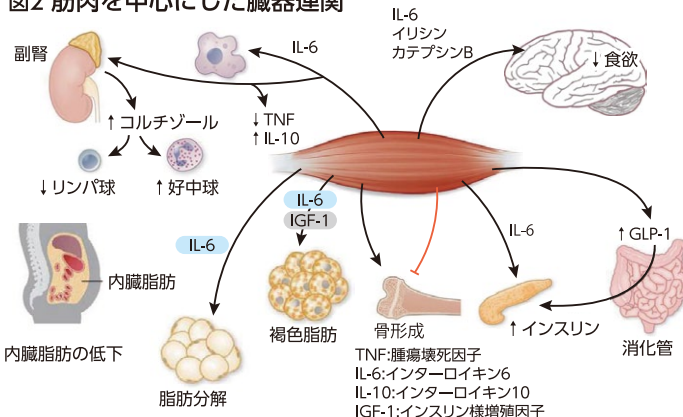 図2 筋肉を中心にした臓器連関
副腎
IL-6
IL-6
イリシン
カテプシンB
↓食欲
↑コルチゾール
↓TNF
↑IL-10
↓リンパ球
↑好中球
IL-6
IGF-1
IL-6
IL-6
↑GLP-1
内臓脂肪
内臓脂肪の低下
脂肪分解
褐色脂肪
骨形成
↑インスリン
消化管
TNF:腫瘍壊死因子
IL-6:インターロイキン6
IL-10:インターロイキン10
IGF-1:インスリン様増殖因子